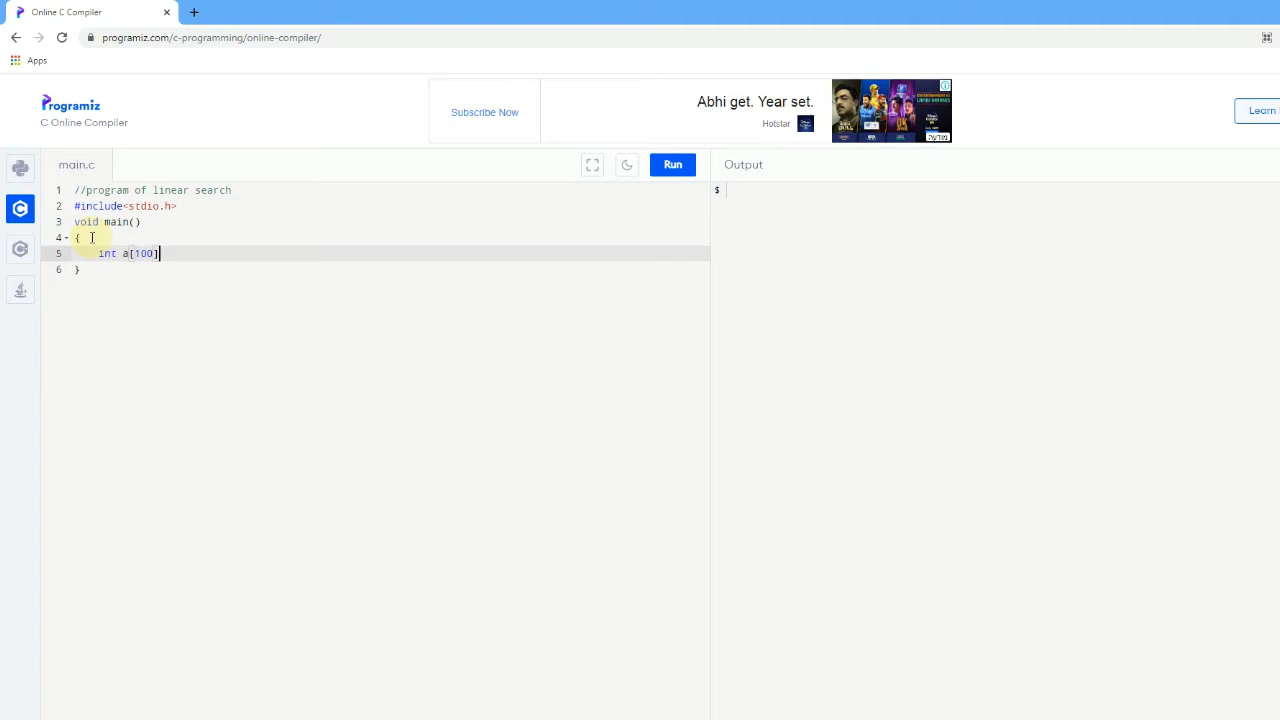 Online C Compiler
programiz.com/c-programming/online-compiler/
Apps
Programiz
C Online Compiler
Subscribe Now
Abhi get. Year set.
Hotstar
מודעה
Learn
main.c
Run
Output
1 //program of linear search
2 #include<stdio.h>
3 void main()
4 {
5 int a[100]
6 }
$